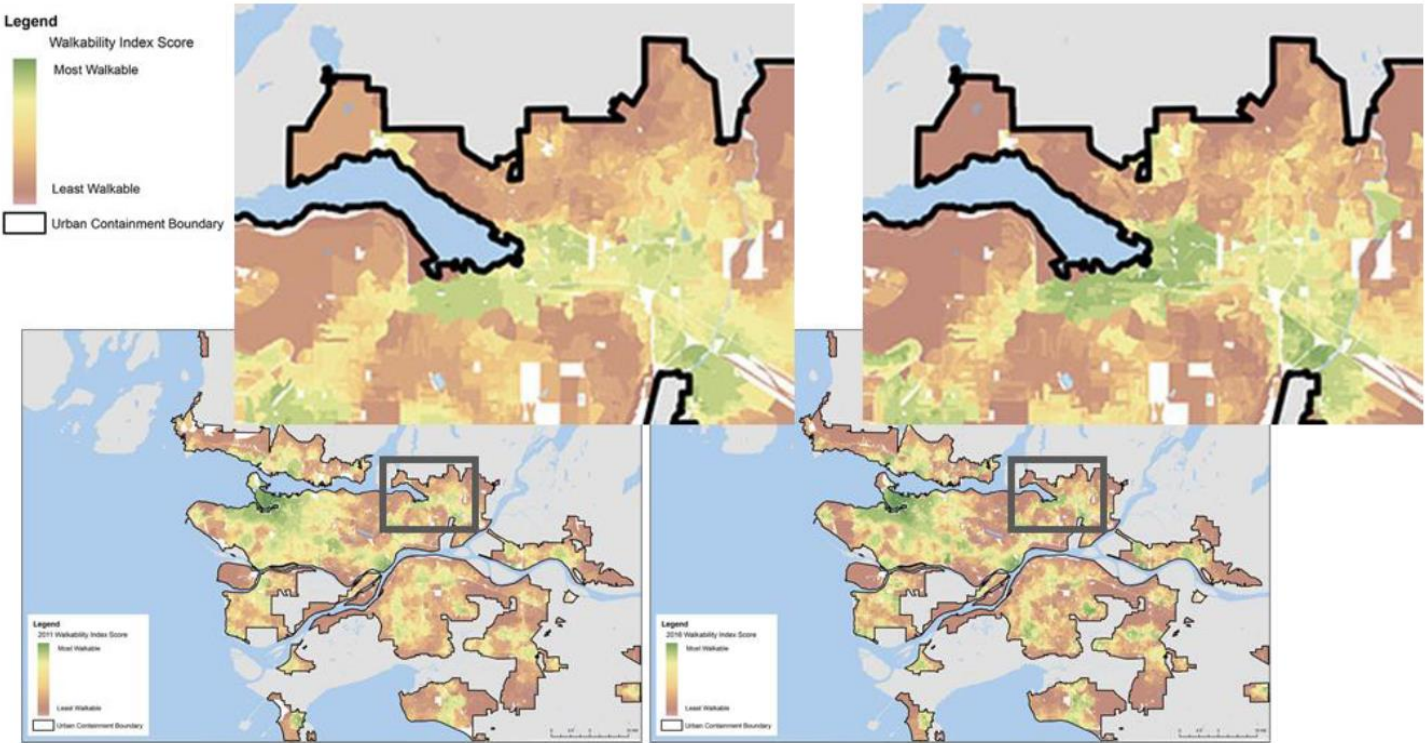 Legend
Walkability Index Score
Most Walkable
Least Walkable
Urban Containment Boundary
Legend
2011 Walkability Index Score
Most Walkable
Least Walkable
Urban Containment Boundary
Legend
2016 Walkability Index Score
Most Walkable
Least Walkable
Urban Containment Boundary